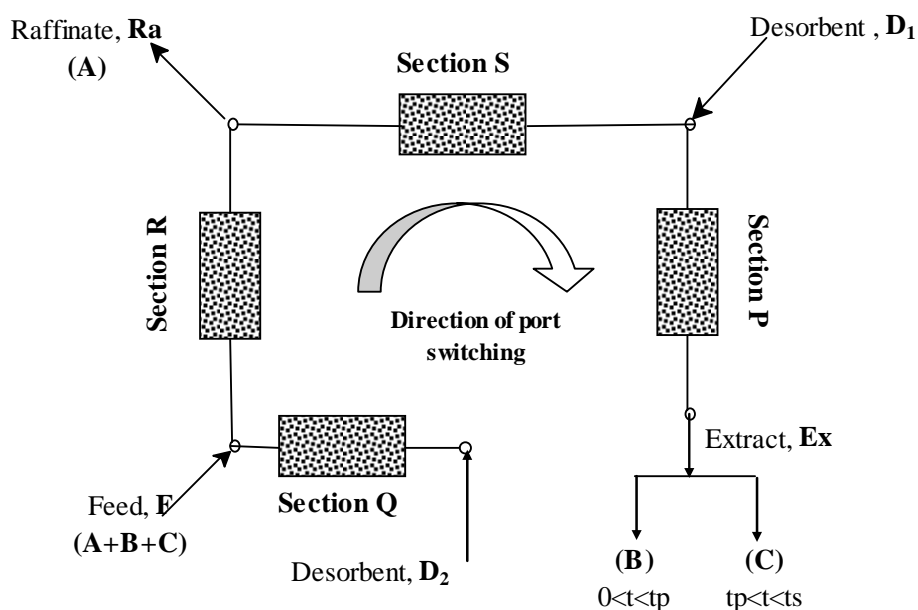 Raffinate, Ra
(A)
Section S
Desorbent , D1
Section R
Section P
Direction of port
switching
Extract, Ex
Section Q
Feed, F
(A+B+C)
Desorbent, D2
(B)
0<t<tp
(C)
tp<t<ts